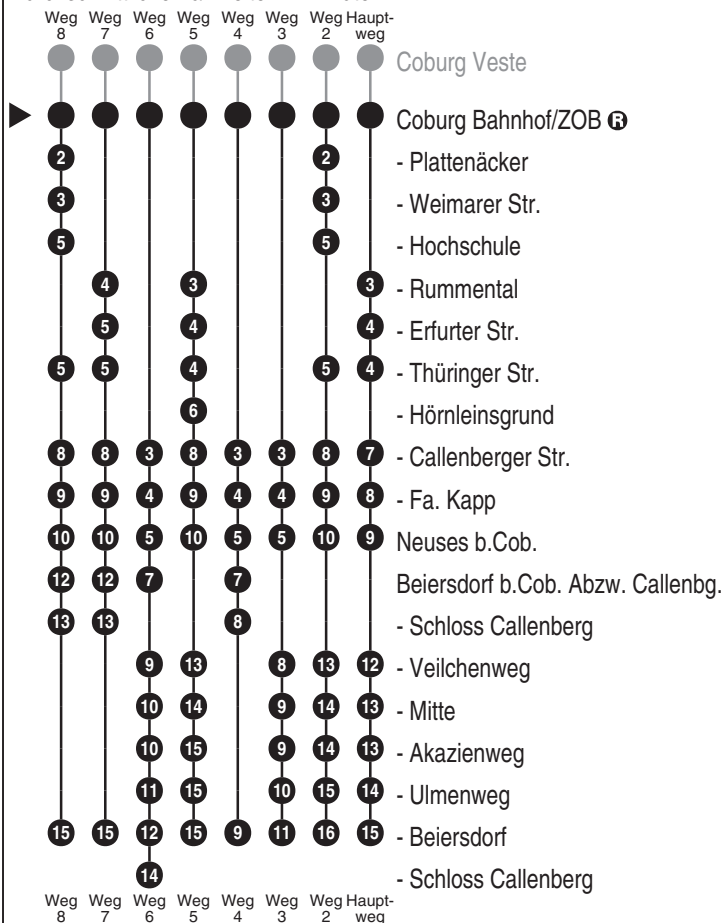 Weg 8 Weg 7 Weg 6 Weg 5 Weg 4 Weg 3 Weg 2 Haupt-weg
Coburg Veste
Coburg Bahnhof/ZOB R
2 2 - Plattenäcker
3 3 - Weimarer Str.
5 5 - Hochschule
4 3 3 - Rummental
5 4 4 - Erfurter Str.
5 5 4 5 4 - Thüringer Str.
6 - Hörnleinsgrund
8 8 3 8 3 3 8 7 - Callenberger Str.
9 9 4 9 4 4 9 8 - Fa. Kapp
10 10 5 10 5 5 10 9 Neuses b.Cob.
12 12 7 7 Beiersdorf b.Cob. Abzw. Callenbg.
13 13 8 - Schloss Callenberg
9 13 8 13 12 - Veilchenweg
10 14 9 14 13 - Mitte
10 15 9 14 13 - Akazienweg
11 15 10 15 14 - Ulmenweg
15 15 12 15 9 11 16 15 - Beiersdorf
14 - Schloss Callenberg
Weg 8 Weg 7 Weg 6 Weg 5 Weg 4 Weg 3 Weg 2 Haupt-weg